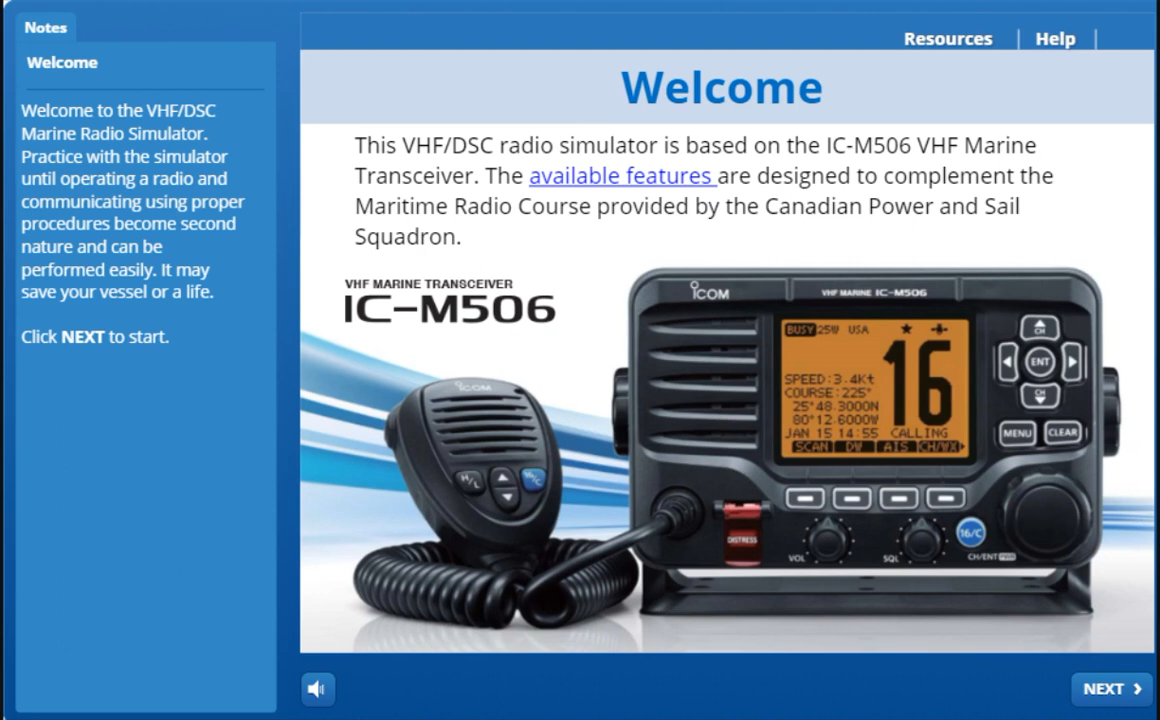 Notes
Welcome
Welcome to the VHF/DSC
Marine Radio Simulator.
Practice with the simulator
until operating a radio and
communicating using proper
procedures become second
nature and can be
performed easily. It may
save your vessel or a life.
Click NEXT to start.
Resources
Help
Welcome
This VHF/DSC radio simulator is based on the IC-M506 VHF Marine
Transceiver. The available features are designed to complement the
Maritime Radio Course provided by the Canadian Power and Sail
Squadron.
VHF MARINE TRANSCEIVER
IC-M506
ICOM
H/L
16/C
ICOM
VHF MARINE IC-M506
BUSY 25W USA
16
SPEED:3.4Kt
COURSE:225°
25°48.3000N
80°12.6000W
JAN 15 14:55 CALLING
SCAN DW AIS CH/WX
CH
ENT
CH
MENU
CLEAR
DISTRESS
VOL
SQL
16/C
CH/ENT
NEXT